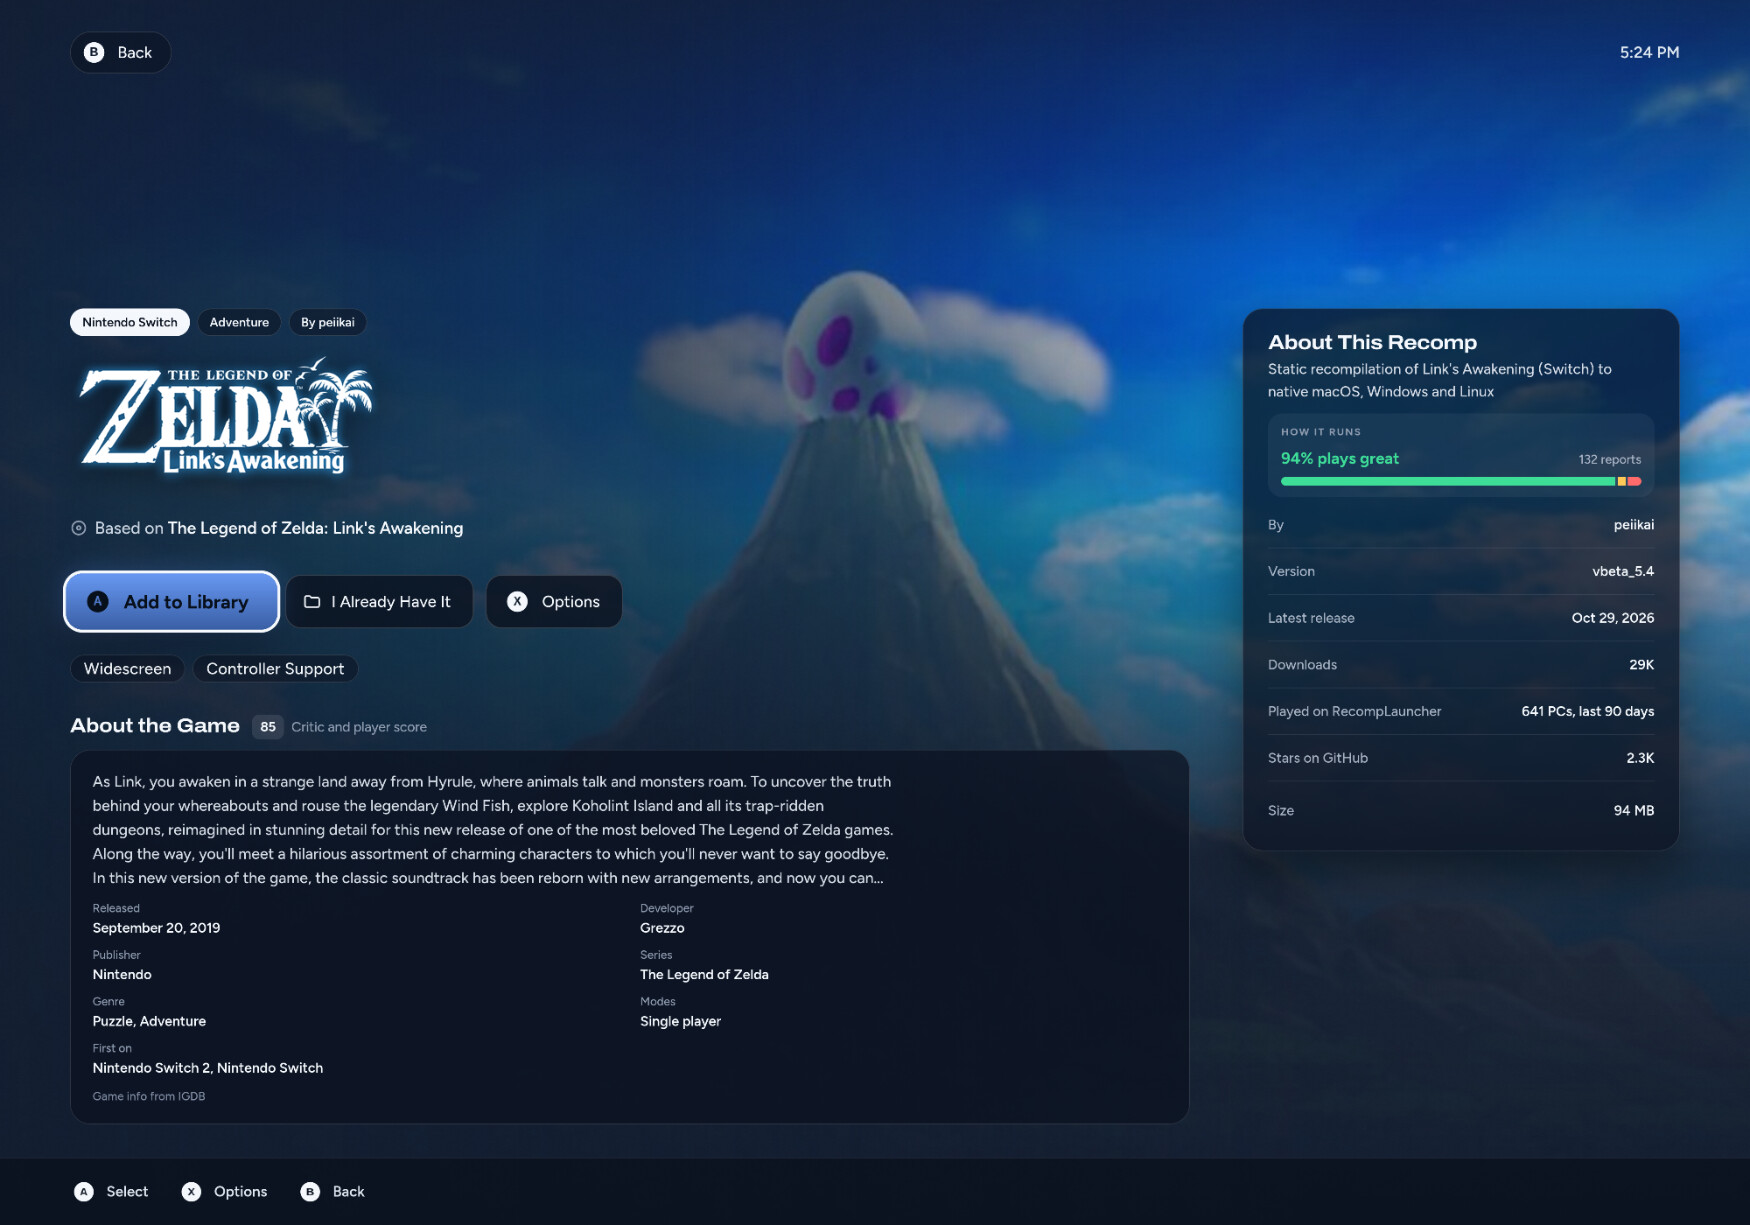 B Back
5:24 PM
Nintendo Switch
Adventure
By peiikai
THE LEGEND OF
ZELDA
™
Link's Awakening
Based on The Legend of Zelda: Link's Awakening
A Add to Library
I Already Have It
X Options
Widescreen
Controller Support
About the Game
85
Critic and player score
As Link, you awaken in a strange land away from Hyrule, where animals talk and monsters roam. To uncover the truth
behind your whereabouts and rouse the legendary Wind Fish, explore Koholint Island and all its trap-ridden
dungeons, reimagined in stunning detail for this new release of one of the most beloved The Legend of Zelda games.
Along the way, you'll meet a hilarious assortment of charming characters to which you'll never want to say goodbye.
In this new version of the game, the classic soundtrack has been reborn with new arrangements, and now you can...
Released
September 20, 2019
Developer
Grezzo
Publisher
Nintendo
Series
The Legend of Zelda
Genre
Puzzle, Adventure
Modes
Single player
First on
Nintendo Switch 2, Nintendo Switch
Game info from IGDB
About This Recomp
Static recompilation of Link's Awakening (Switch) to
native macOS, Windows and Linux
HOW IT RUNS
94% plays great
132 reports
By peiikai
Version vbeta_5.4
Latest release Oct 29, 2026
Downloads 29K
Played on RecompLauncher 641 PCs, last 90 days
Stars on GitHub 2.3K
Size 94 MB
A Select
X Options
B Back